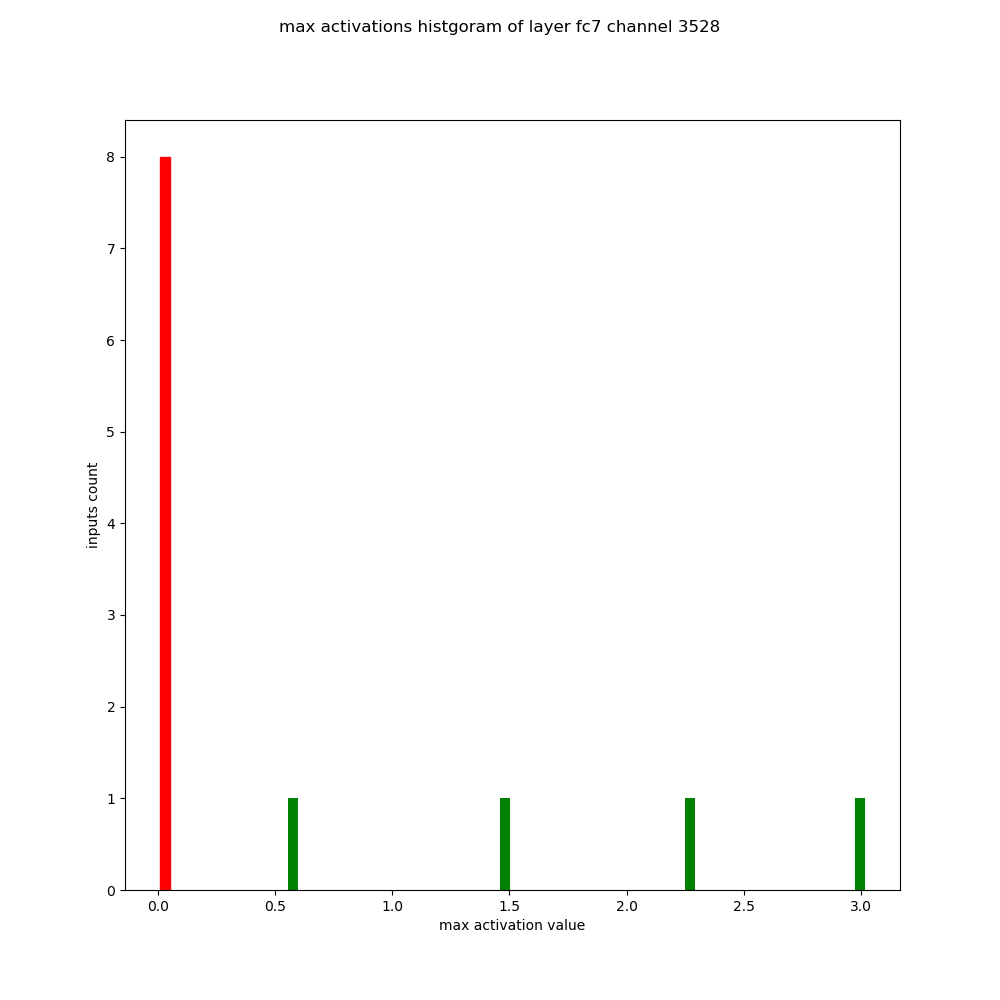 max activations histgoram of layer fc7 channel 3528
8
7
6
5
4
3
2
1
0
inputs count
0.0 0.5 1.0 1.5 2.0 2.5 3.0
max activation value